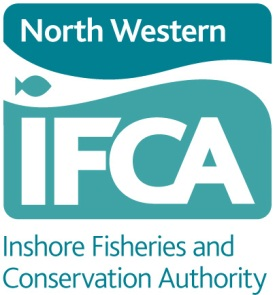 North Western
IFCA
Inshore Fisheries and
Conservation Authority